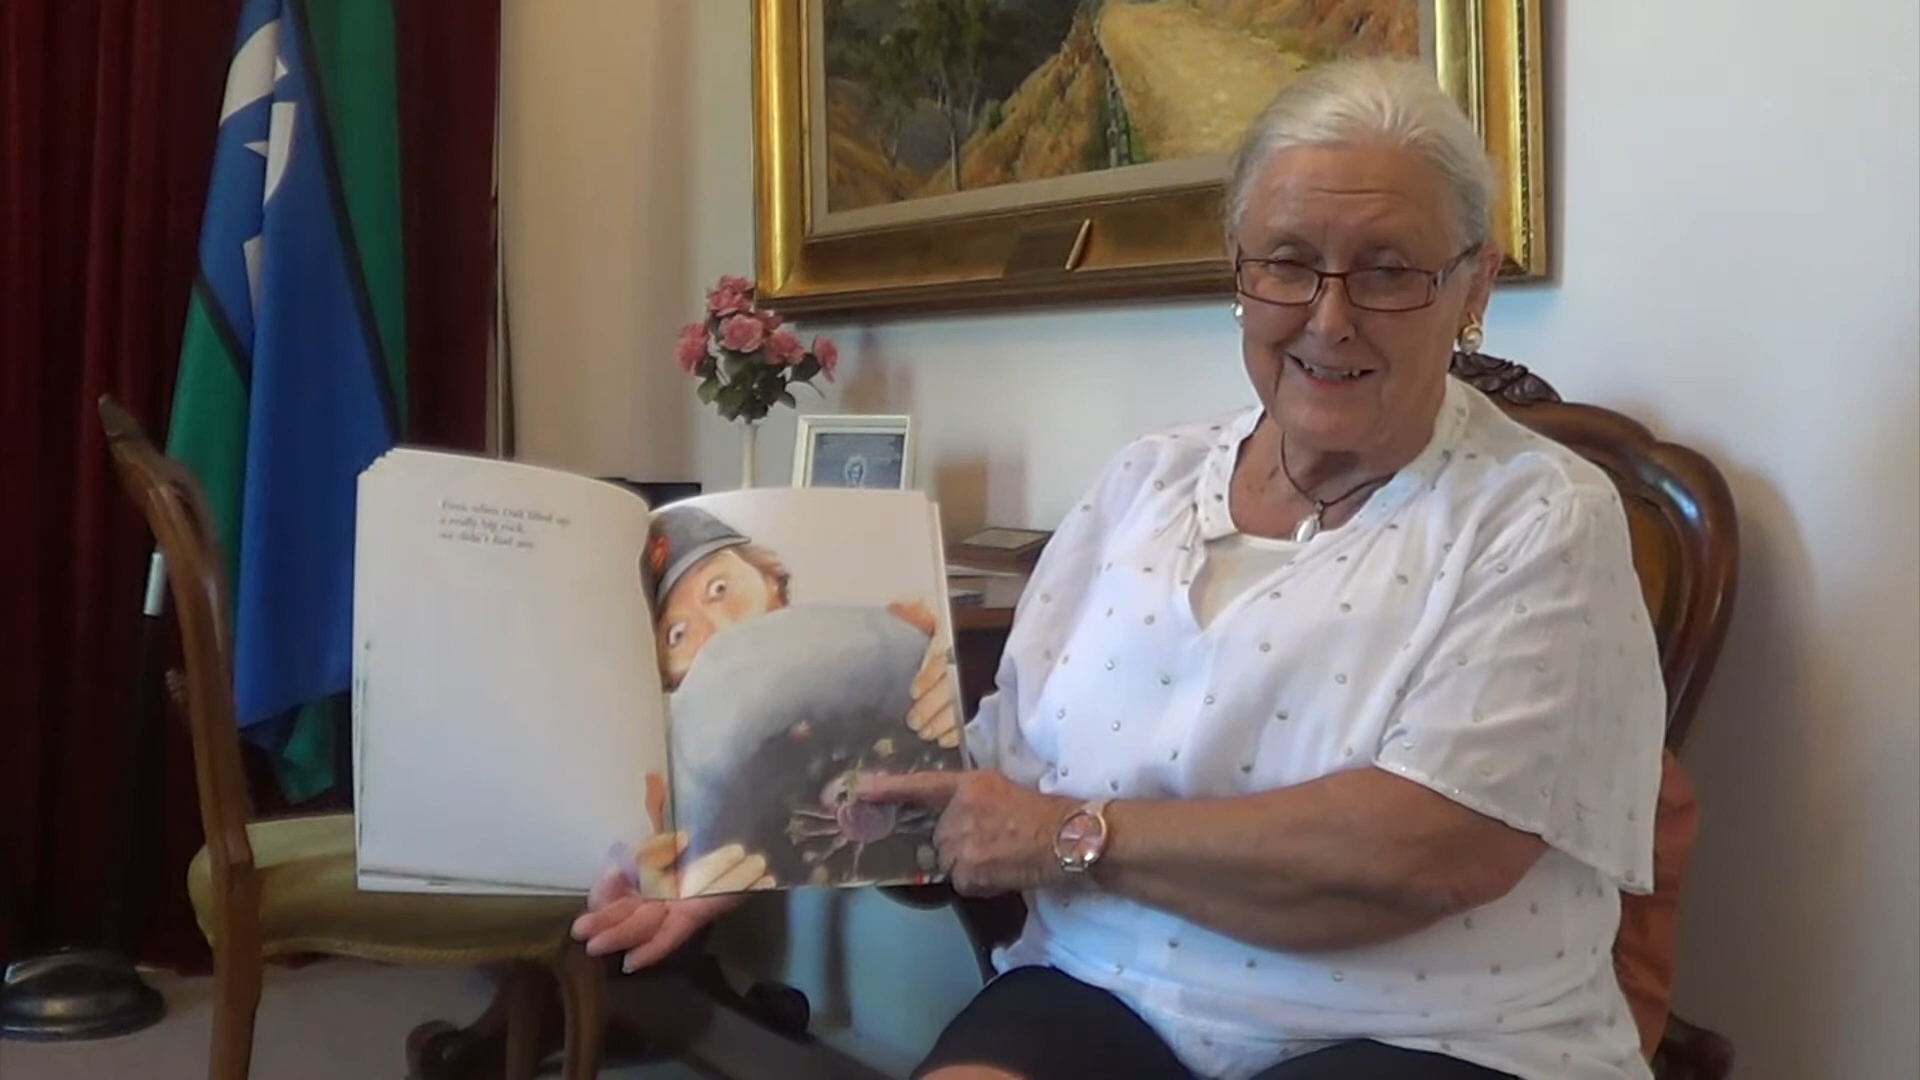 Even when Dad lifted up
a really big rock,
we didn't find any.